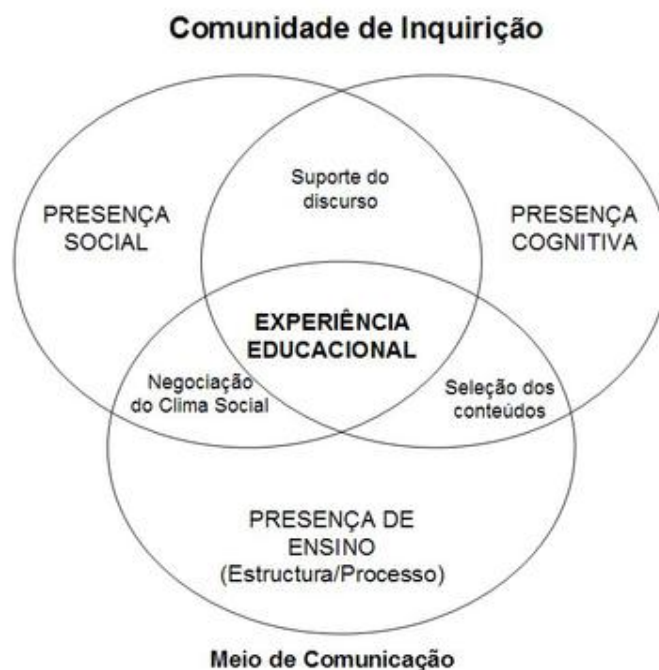 Comunidade de Inquirição
Suporte do
discurso
PRESENÇA
SOCIAL
PRESENÇA
COGNITIVA
EXPERIÊNCIA
EDUCACIONAL
Negociação
do Clima Social
Seleção dos
conteúdos
PRESENÇA DE
ENSINO
(Estructura/Processo)
Meio de Comunicação